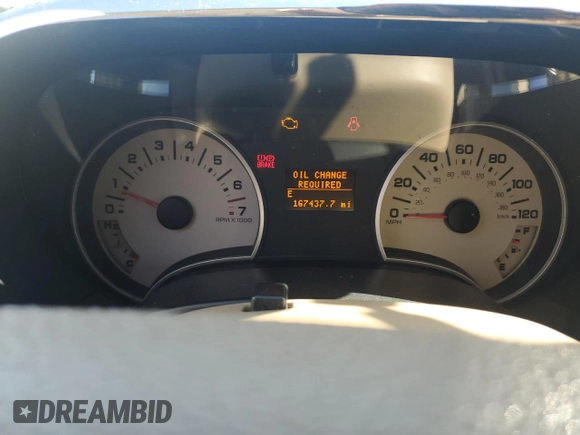 0 1 2 3 4 5 6 7
RPM X 1000
H
C
BRAKE
OIL CHANGE
REQUIRED
E
167437.7 mi
0 20 40 60 80 100 120
MPH
km/h
F
E
DREAMBID